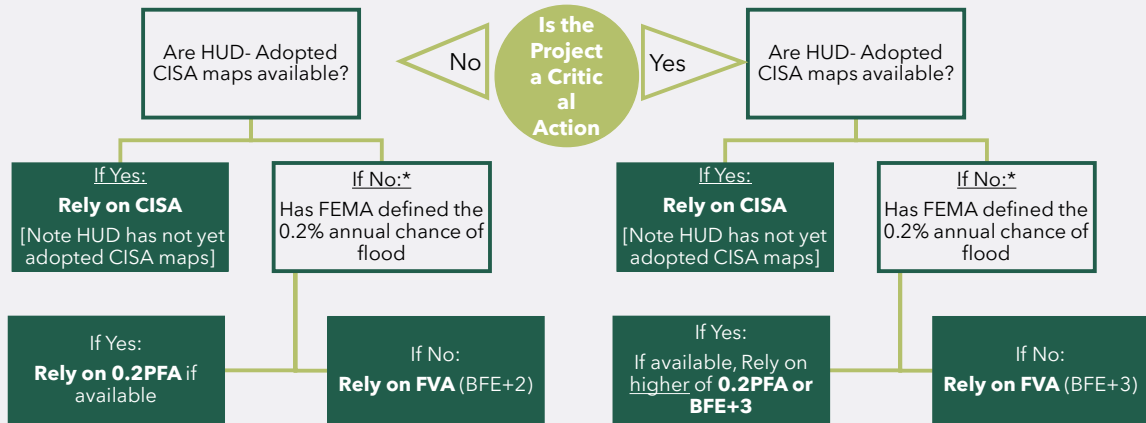 Is the
Project
a Critic
al
Action
No
Yes
Are HUD- Adopted
CISA maps available?
If Yes:
Rely on CISA
[Note HUD has not yet
adopted CISA maps]
If No:*
Has FEMA defined the
0.2% annual chance of
flood
If Yes:
Rely on 0.2PFA if
available
If No:
Rely on FVA (BFE+2)
Are HUD- Adopted
CISA maps available?
If Yes:
Rely on CISA
[Note HUD has not yet
adopted CISA maps]
If No:*
Has FEMA defined the
0.2% annual chance of
flood
If Yes:
If available, Rely on
higher of 0.2PFA or
BFE+3
If No:
Rely on FVA (BFE+3)